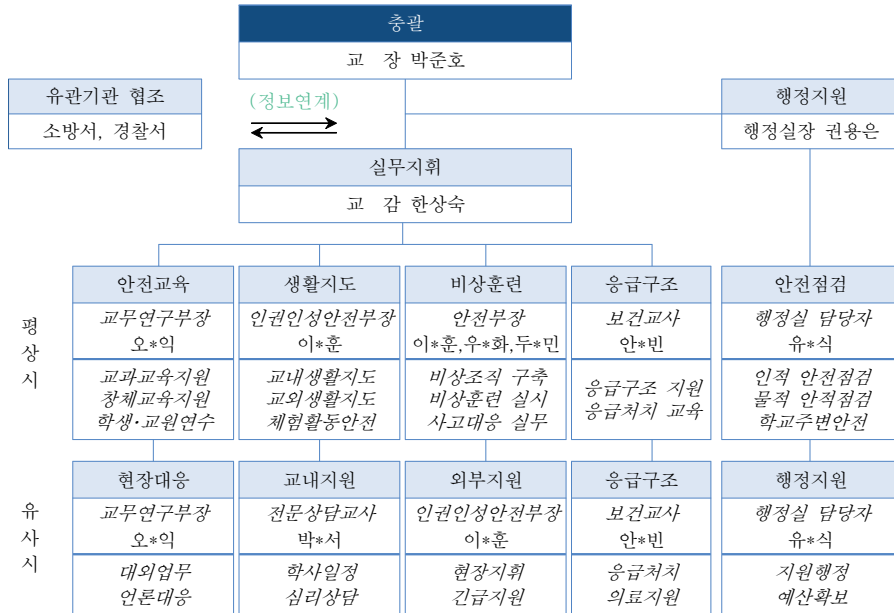 총괄
교 장 박준호
유관기관 협조
소방서, 경찰서
(정보연계)
행정지원
행정실장 권용은
실무지휘
교 감 한상숙
평상시
안전교육
교무연구부장
오*익
교과교육지원
창체교육지원
학생·교원연수
생활지도
인권인성안전부장
이*훈
교내생활지도
교외생활지도
체험활동안전
비상훈련
안전부장
이*훈,우*화,두*민
비상조직 구축
비상훈련 실시
사고대응 실무
응급구조
보건교사
안*빈
응급구조 지원
응급처치 교육
안전점검
행정실 담당자
유*식
인적 안전점검
물적 안적점검
학교주변안전
유사시
현장대응
교무연구부장
오*익
대외업무
언론대응
교내지원
전문상담교사
박*서
학사일정
심리상담
외부지원
인권인성안전부장
이*훈
현장지휘
긴급지원
응급구조
보건교사
안*빈
응급처치
의료지원
행정지원
행정실 담당자
유*식
지원행정
예산확보